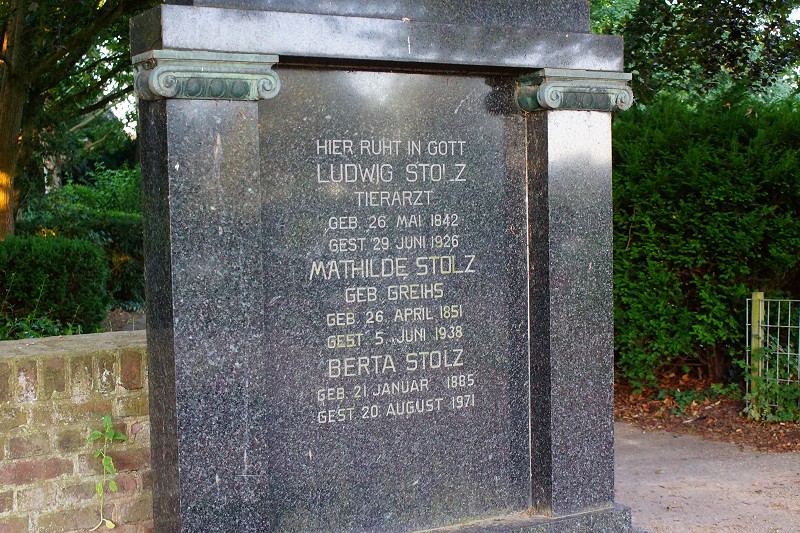 HIER RUHT IN GOTT
LUDWIG STOLZ
TIERARZT
GEB. 26. MAI 1842
GEST. 29. JUNI 1926
MATHILDE STOLZ
GEB. GREIHS
GEB. 26. APRIL 1851
GEST. 5. JUNI 1938
BERTA STOLZ
GEB. 21. JANUAR 1885
GEST. 20. AUGUST 1971